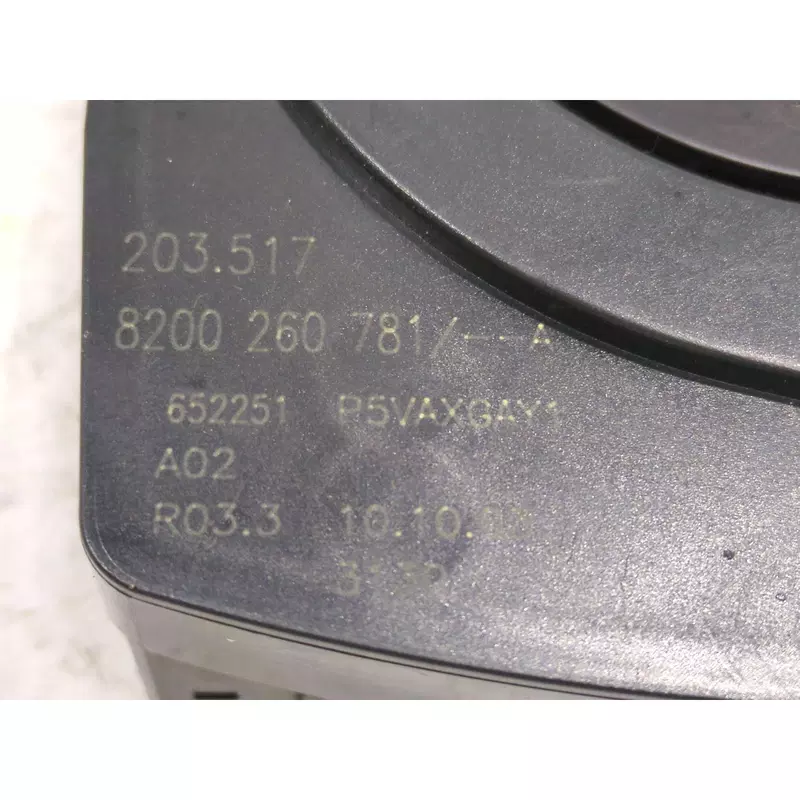 203.517
8200 260 781/---A
652251 P5VAXGAY1
A02
R03.3